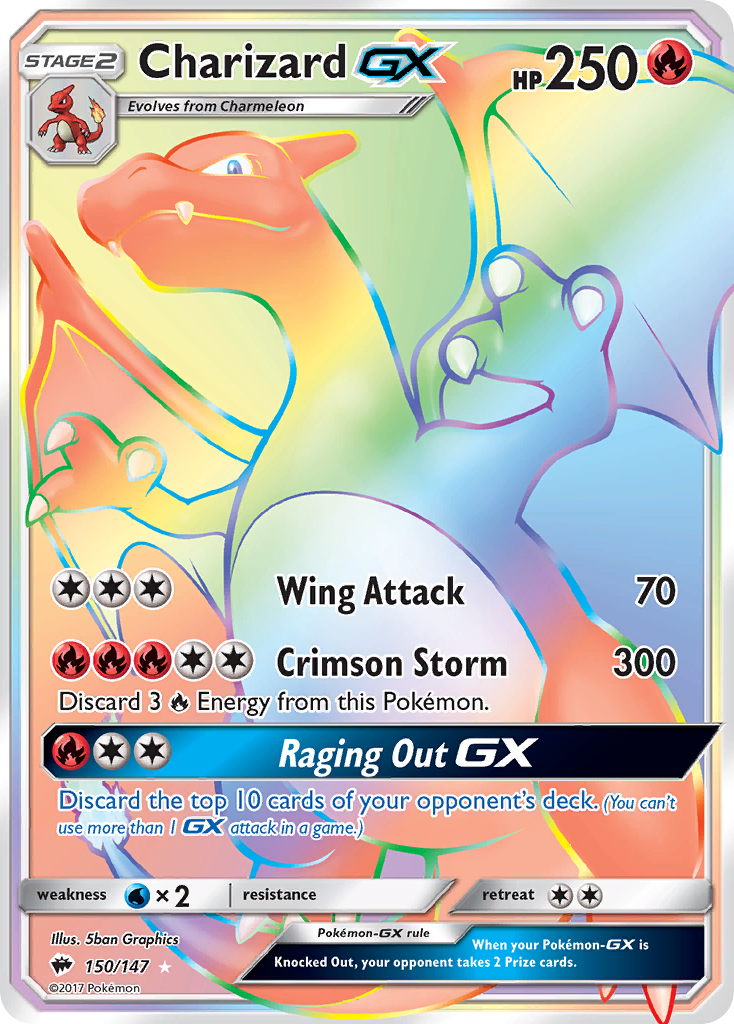 STAGE2 Charizard GX HP250
Evolves from Charmeleon
Wing Attack 70
Crimson Storm 300
Discard 3 Energy from this Pokémon.
Raging Out GX
Discard the top 10 cards of your opponent's deck. (You can't
use more than 1 GX attack in a game.)
weakness × 2 resistance retreat
Illus. 5ban Graphics
150/147
©2017 Pokémon
Pokémon-GX rule
When your Pokémon-GX is
Knocked Out, your opponent takes 2 Prize cards.